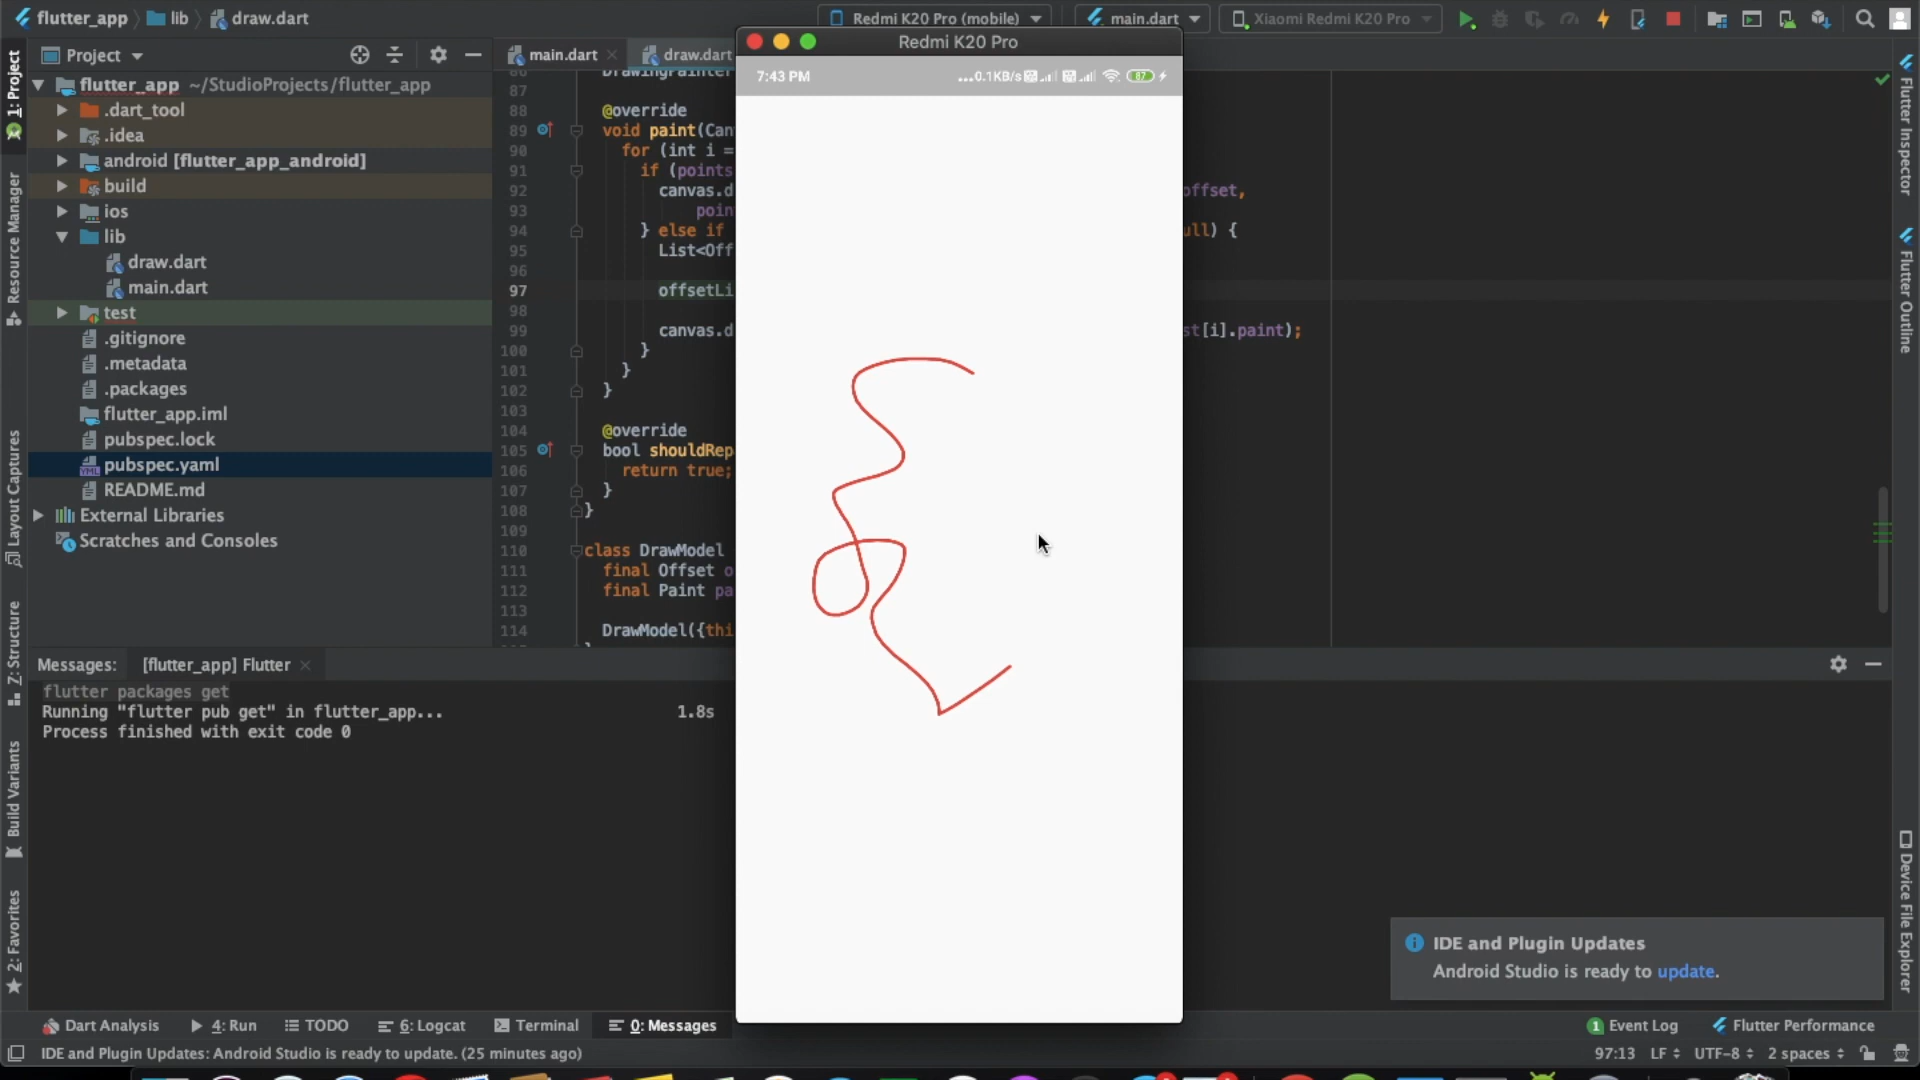 flutter_app
lib
draw.dart
Redmi K20 Pro (mobile)
main.dart
Xiaomi Redmi K20 Pro
1: Project
Resource Manager
Layout Captures
Z: Structure
Build Variants
2: Favorites
Project
flutter_app ~/StudioProjects/flutter_app
.dart_tool
.idea
android [flutter_app_android]
build
ios
lib
draw.dart
main.dart
test
.gitignore
.metadata
.packages
flutter_app.iml
pubspec.lock
pubspec.yaml
README.md
External Libraries
Scratches and Consoles
main.dart
draw.dart
87
88 @override
89 void paint(Can
90 for (int i =
91 if (points
92 canvas.d offset,
93 poin
94 } else if ull) {
95 List<Off
96
97 offsetLi
98
99 canvas.d st[i].paint);
100 }
101 }
102 }
103
104 @override
105 bool shouldRep
106 return true;
107 }
108 }
109
110 class DrawModel
111 final Offset o
112 final Paint pa
113
114 DrawModel({thi
Redmi K20 Pro
7:43 PM
...0.1KB/s
87
Flutter Inspector
Flutter Outline
Device File Explorer
Messages:
[flutter_app] Flutter
flutter packages get
Running "flutter pub get" in flutter_app... 1.8s
Process finished with exit code 0
IDE and Plugin Updates
Android Studio is ready to update.
Dart Analysis
4: Run
TODO
6: Logcat
Terminal
0: Messages
1 Event Log
Flutter Performance
IDE and Plugin Updates: Android Studio is ready to update. (25 minutes ago)
97:13 LF UTF-8 2 spaces